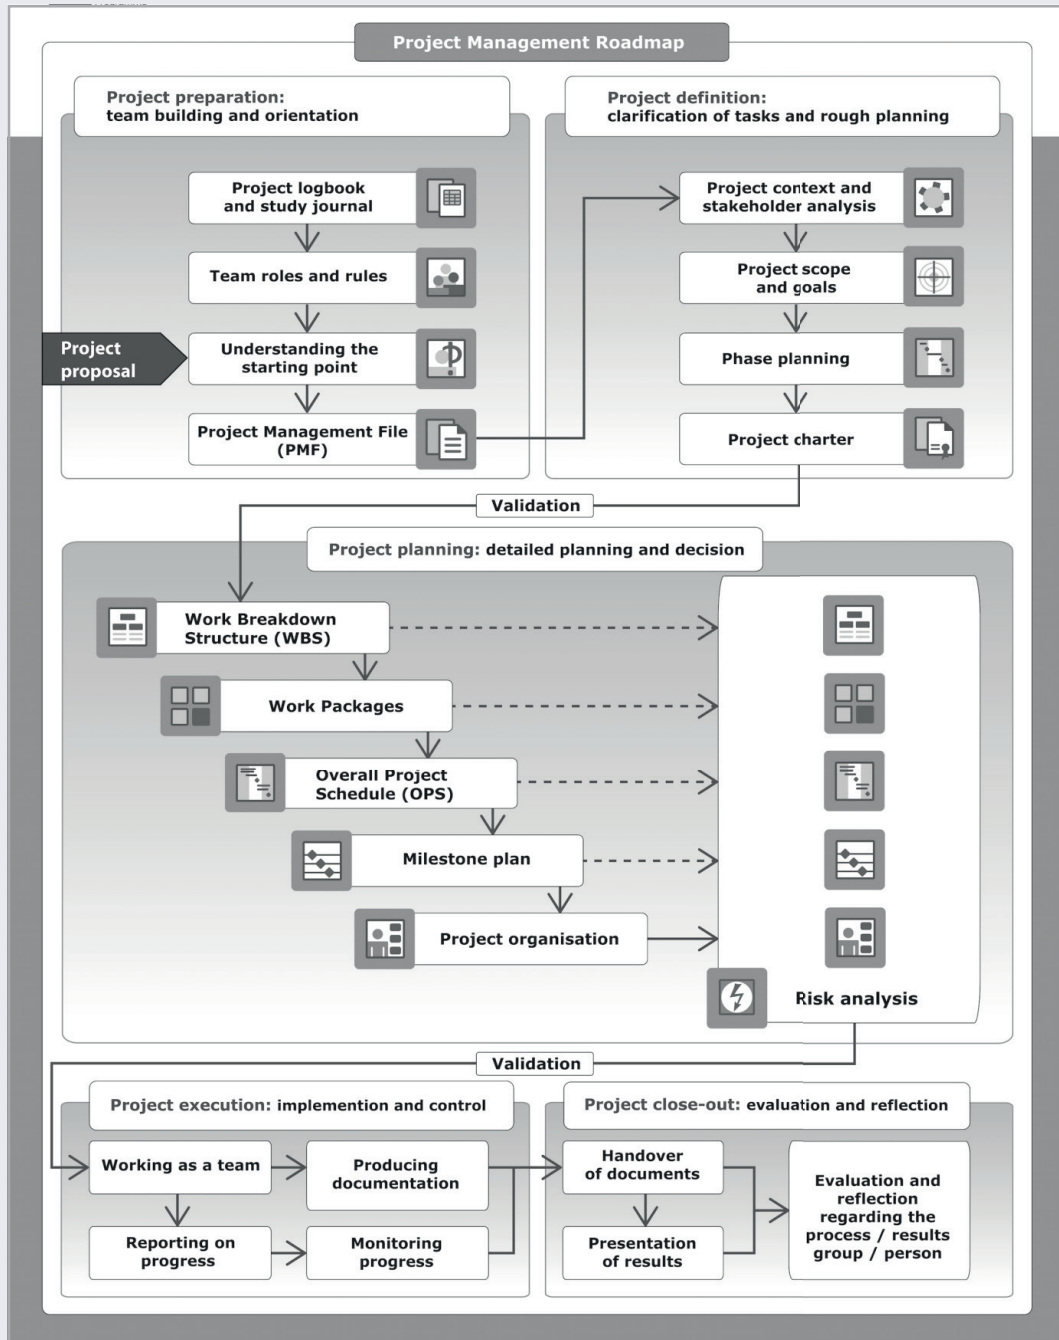 Project Management Roadmap
Project preparation:
team building and orientation
Project logbook
and study journal
Team roles and rules
Project
proposal
Understanding the
starting point
Project Management File
(PMF)
Project definition:
clarification of tasks and rough planning
Project context and
stakeholder analysis
Project scope
and goals
Phase planning
Project charter
Validation
Project planning: detailed planning and decision
Work Breakdown
Structure (WBS)
Work Packages
Overall Project
Schedule (OPS)
Milestone plan
Project organisation
Risk analysis
Validation
Project execution: implemention and control
Working as a team
Producing
documentation
Reporting on
progress
Monitoring
progress
Project close-out: evaluation and reflection
Handover
of documents
Presentation
of results
Evaluation and
reflection
regarding the
process / results
group / person